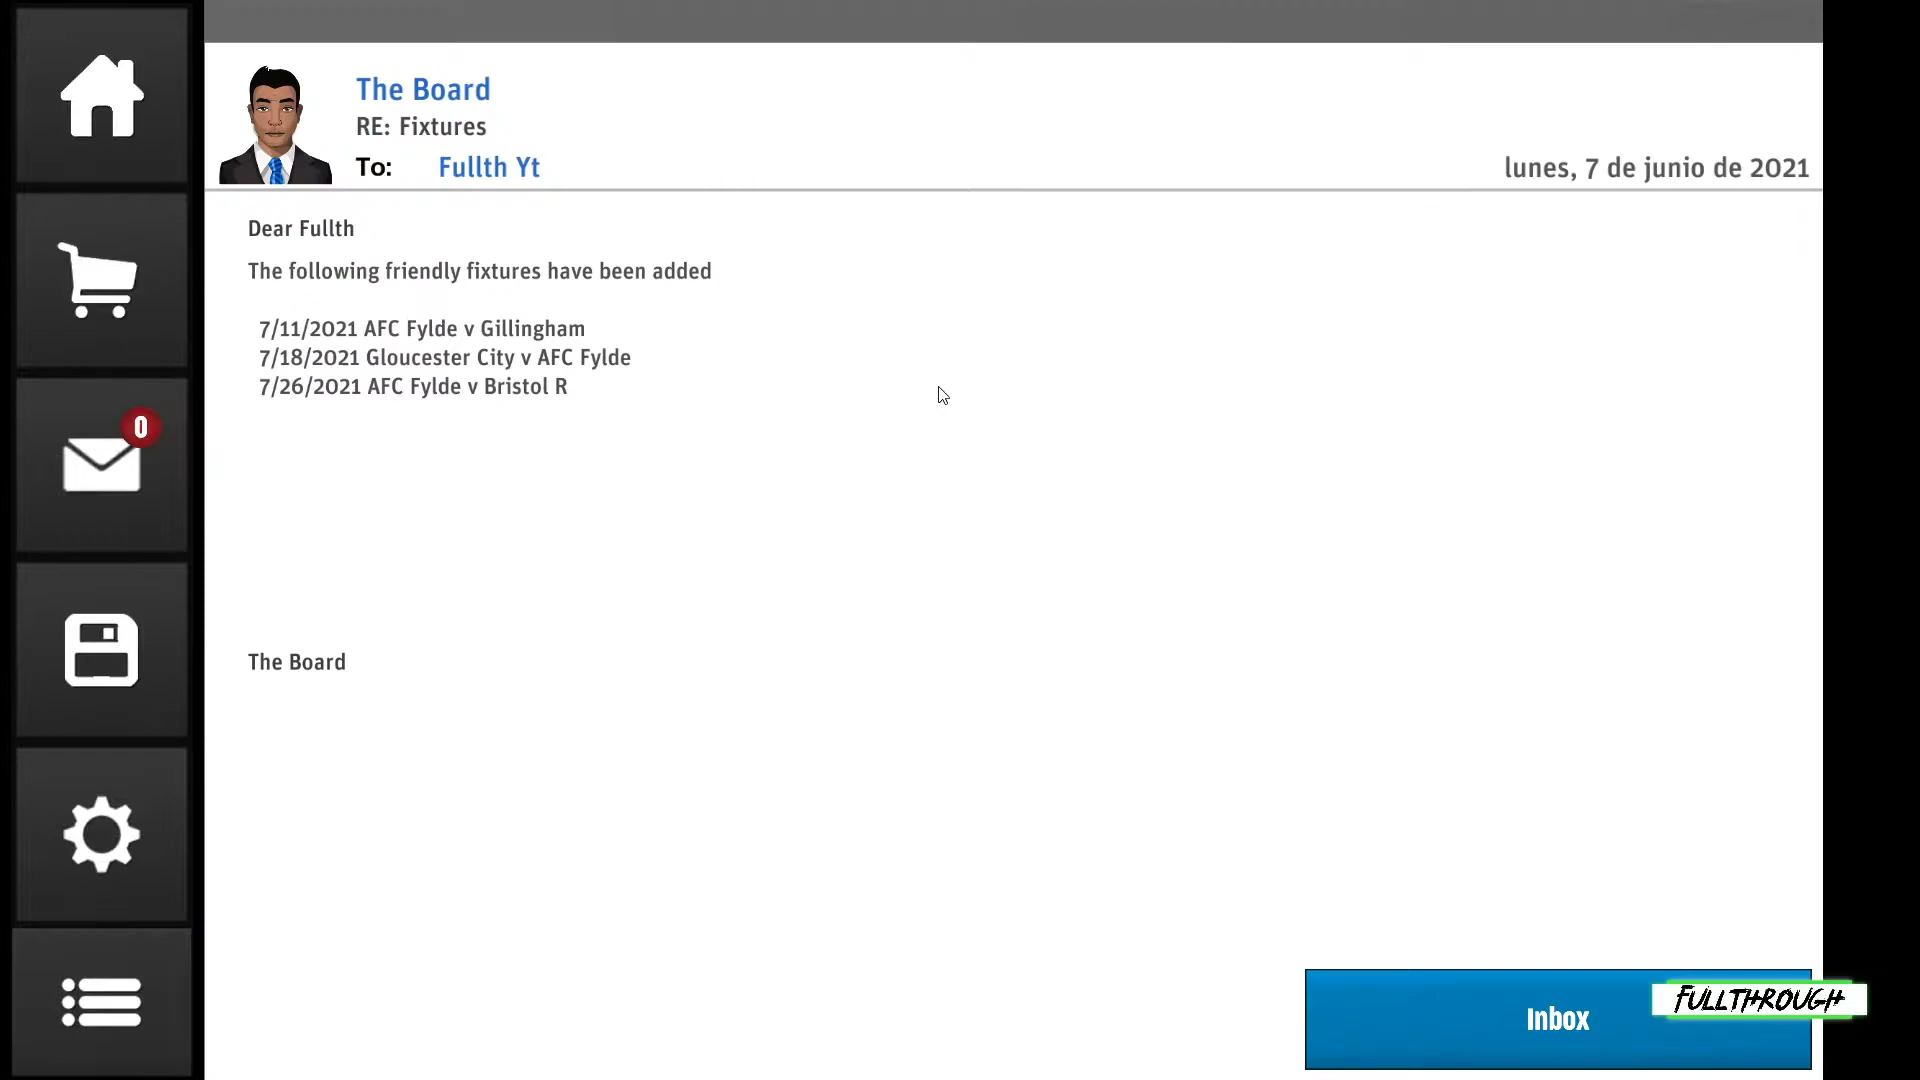 The Board
RE: Fixtures
To: Fullth Yt
lunes, 7 de junio de 2021
Dear Fullth
The following friendly fixtures have been added
7/11/2021 AFC Fylde v Gillingham
7/18/2021 Gloucester City v AFC Fylde
7/26/2021 AFC Fylde v Bristol R
0
The Board
Inbox
FULLTHROUGH